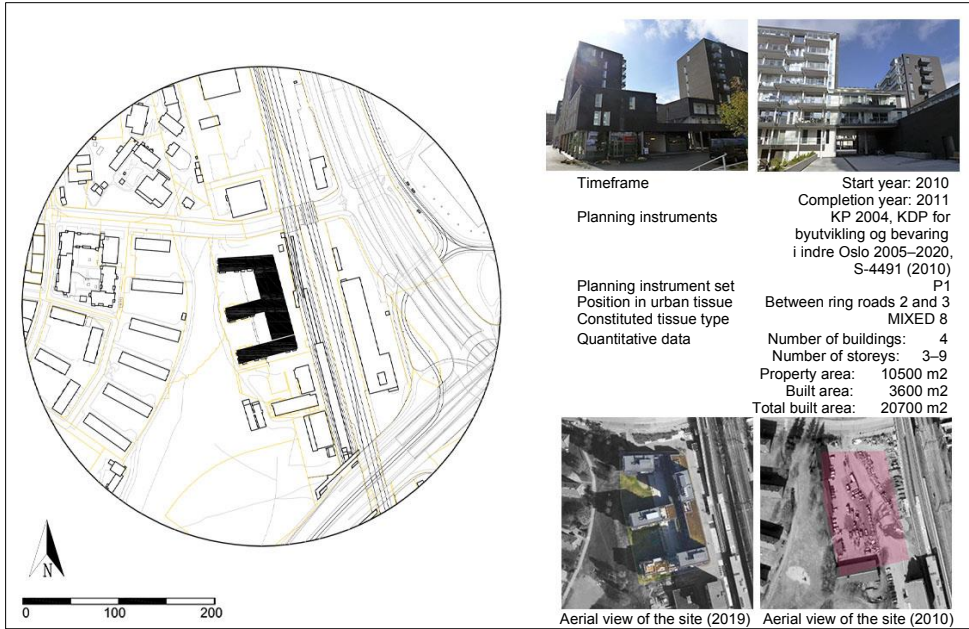 Timeframe Start year: 2010
Completion year: 2011
Planning instruments KP 2004, KDP for
byutvikling og bevaring
i indre Oslo 2005–2020,
S-4491 (2010)
Planning instrument set P1
Position in urban tissue Between ring roads 2 and 3
Constituted tissue type MIXED 8
Quantitative data Number of buildings: 4
Number of storeys: 3–9
Property area: 10500 m2
Built area: 3600 m2
Total built area: 20700 m2
N
0 100 200
Aerial view of the site (2019) Aerial view of the site (2010)